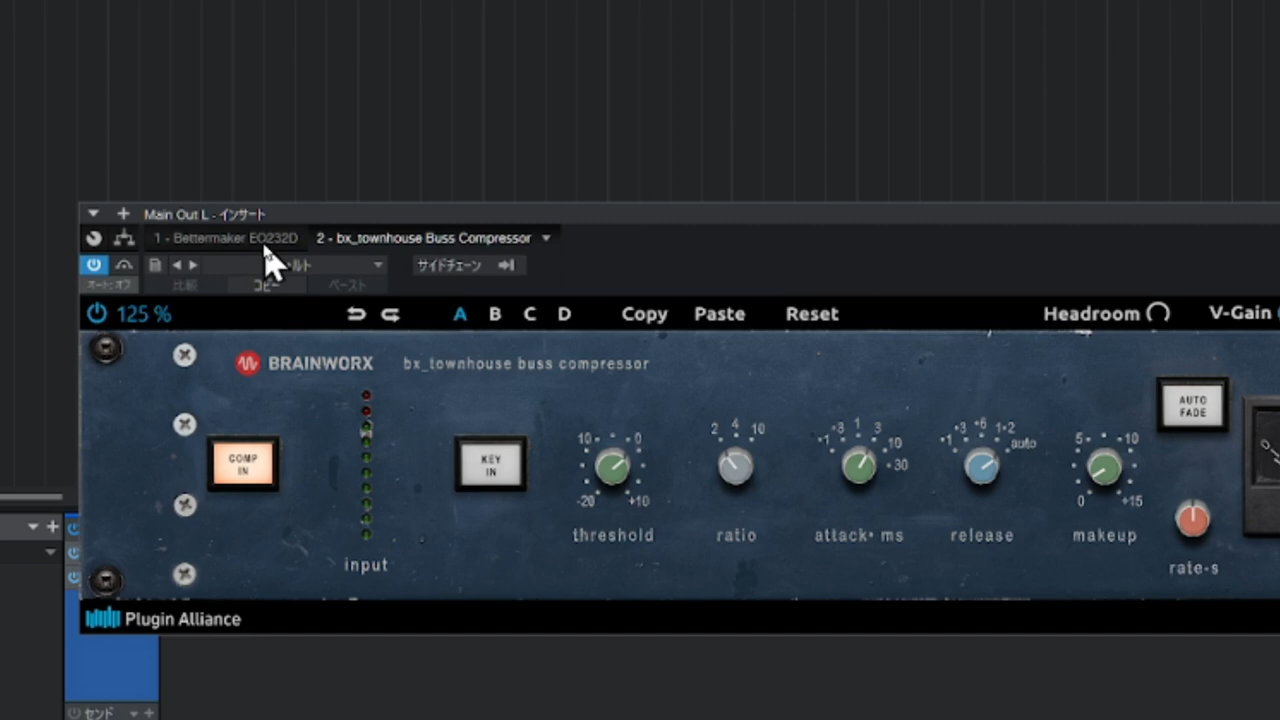 Main Out L - インサート
1 - Bettermaker EQ232D 2 - bx_townhouse Buss Compressor
ルト サイドチェーン
オート: オフ 比較 コピー ペースト
125 % A B C D Copy Paste Reset Headroom V-Gain
BRAINWORX bx_townhouse buss compressor
AUTO FADE
COMP IN
KEY IN
10 0 -20 +10
2 4 10
•1 •3 1 3 •10 •30
•1 •3 •6 1•2 auto
5 •10 0 +15
threshold ratio attack• ms release makeup
input rate•s
Plugin Alliance
センド